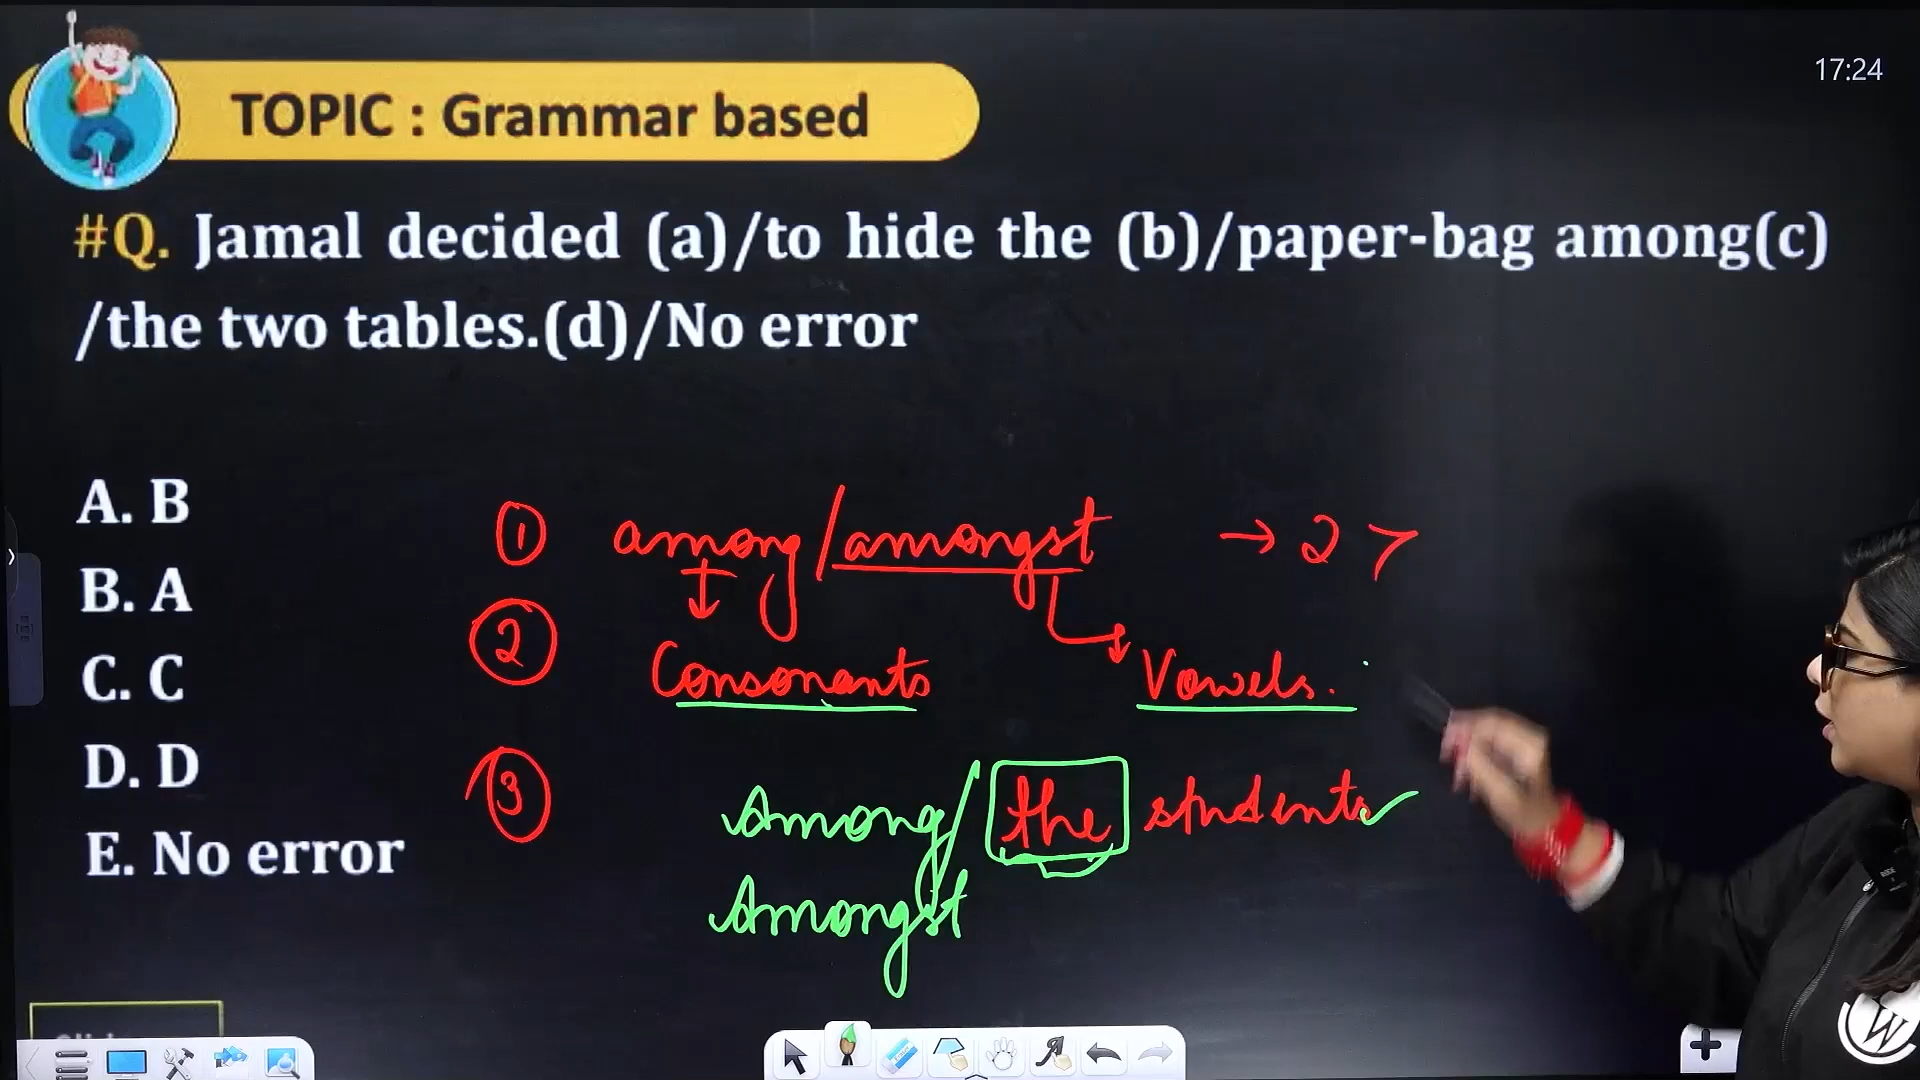 17:24
TOPIC : Grammar based
#Q. Jamal decided (a)/to hide the (b)/paper-bag among(c)
/the two tables.(d)/No error
A. B
B. A
C. C
D. D
E. No error
① among/amongst → 2 >
② Consonants Vowels.
③ Among/ the students
Amongst